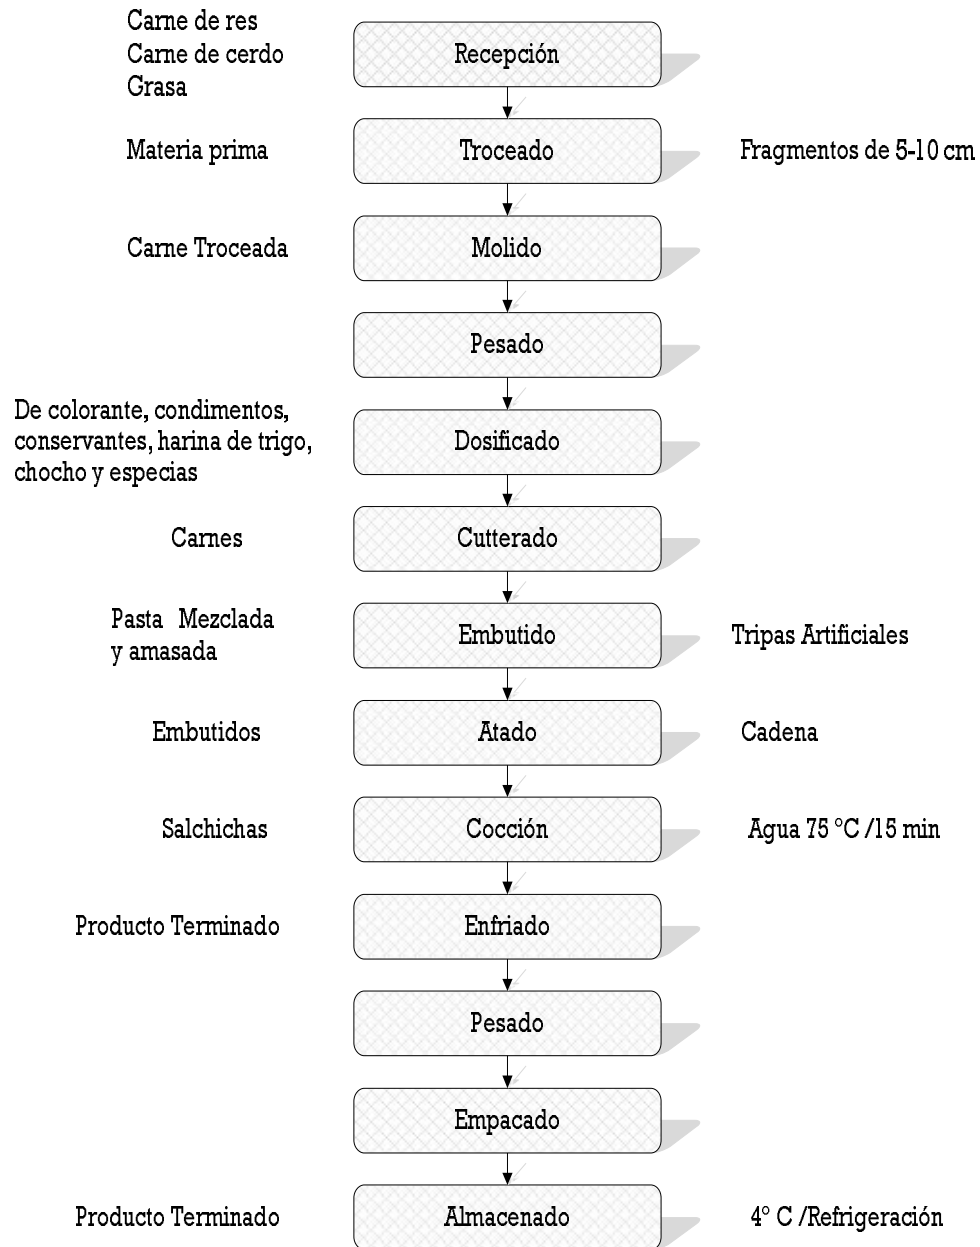 Carne de res
Carne de cerdo
Grasa
Recepción
Materia prima
Troceado
Fragmentos de 5-10 cm
Carne Troceada
Molido
Pesado
De colorante, condimentos,
conservantes, harina de trigo,
chocho y especias
Dosificado
Carnes
Cutterado
Pasta Mezclada
y amasada
Embutido
Tripas Artificiales
Embutidos
Atado
Cadena
Salchichas
Cocción
Agua 75 °C /15 min
Producto Terminado
Enfriado
Pesado
Empacado
Producto Terminado
Almacenado
4° C /Refrigeración